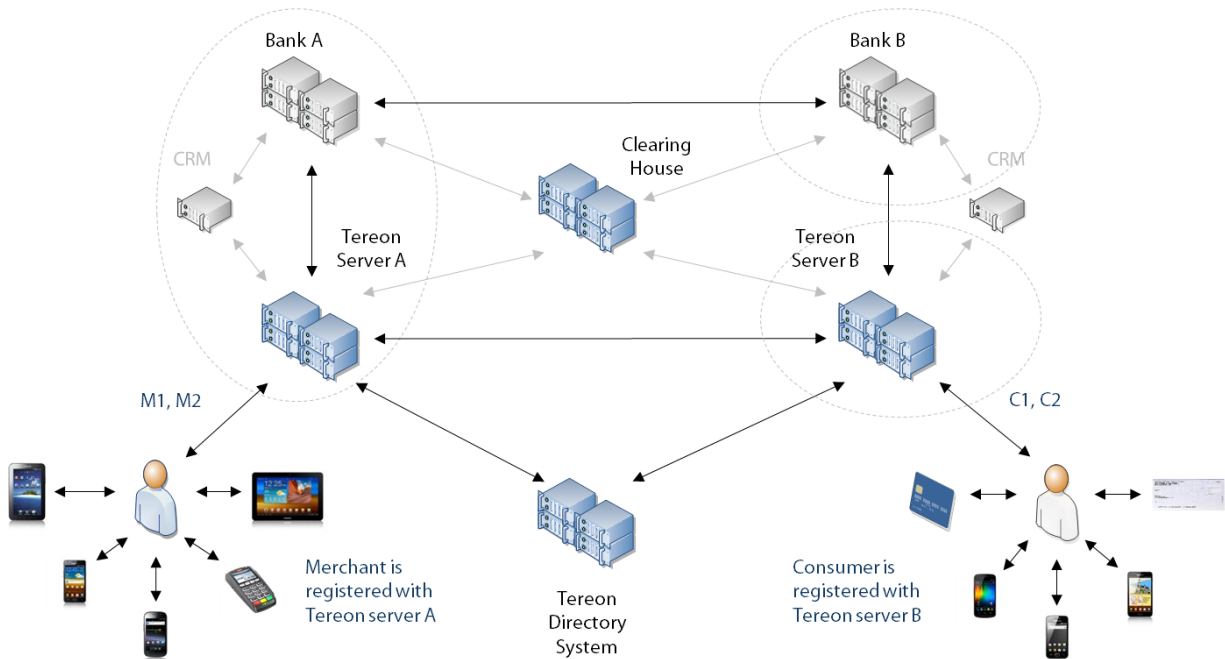 Bank A
Bank B
Clearing
House
CRM
CRM
Tereon
Server A
Tereon
Server B
M1, M2
C1, C2
Merchant is
registered with
Tereon server A
Tereon
Directory
System
Consumer is
registered with
Tereon server B